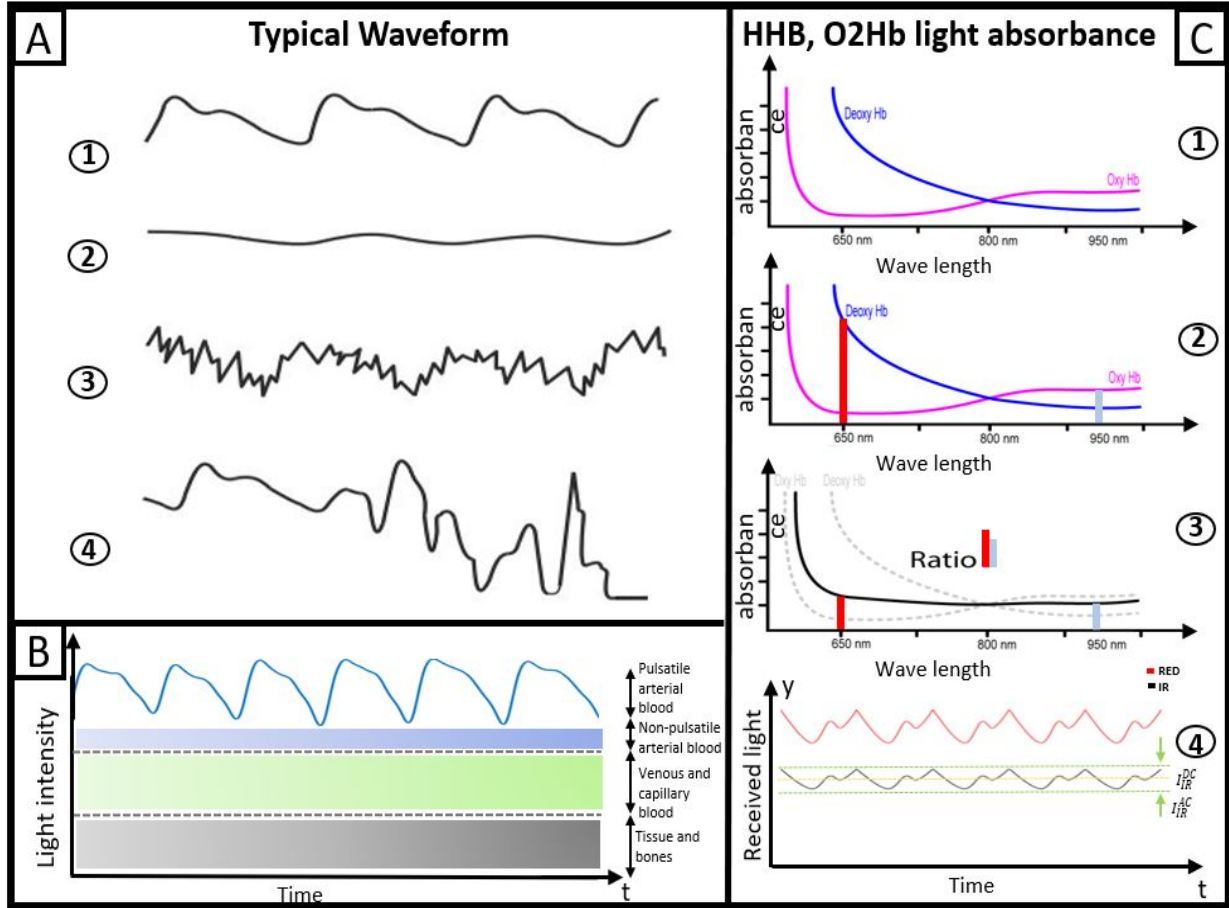 A
Typical Waveform
1
2
3
4
B
Light intensity
Pulsatile
arterial
blood
Non-pulsatile
arterial blood
Venous and
capillary
blood
Tissue and
bones
Time
t
HHB, O2Hb light absorbance
C
1
absorban
ce
Deoxy Hb
Oxy Hb
650 nm
800 nm
950 nm
Wave length
2
absorban
ce
Deoxy Hb
Oxy Hb
650 nm
800 nm
950 nm
Wave length
3
absorban
ce
Oxy Hb
Deoxy Hb
Ratio
650 nm
800 nm
950 nm
Wave length
RED
IR
y
4
Received light
I_IR^DC
I_IR^AC
Time
t